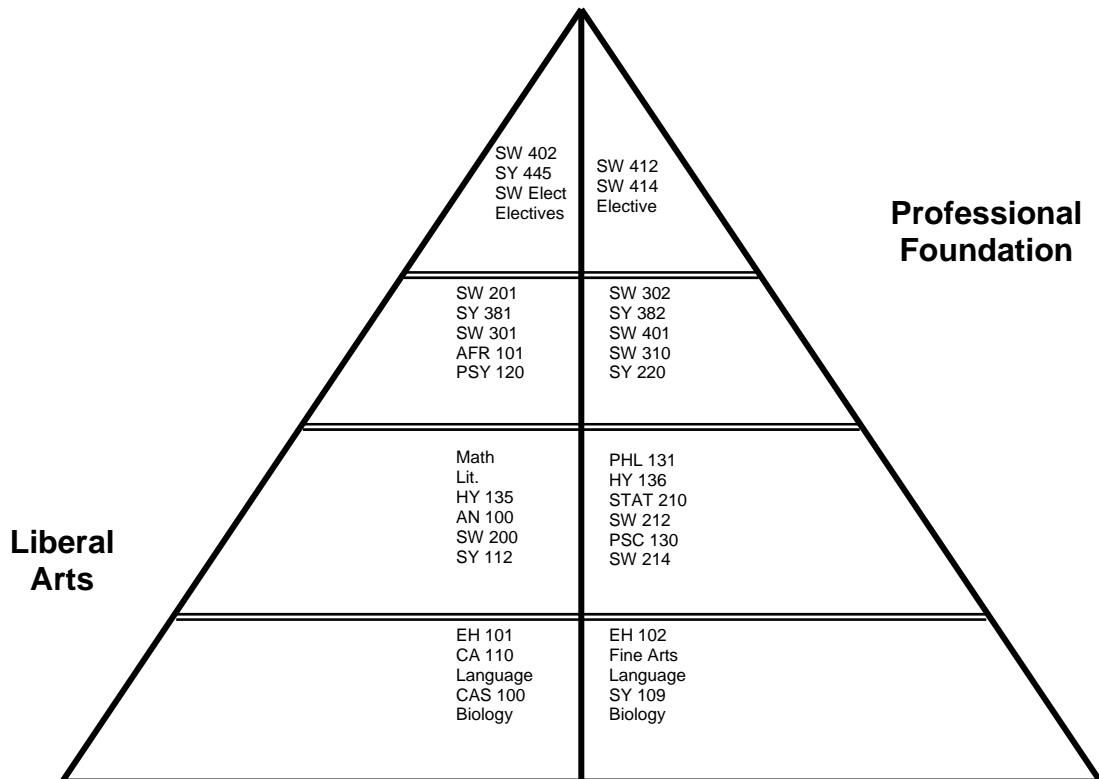 SW 402
SY 445
SW Elect
Electives
SW 412
SW 414
Elective
Professional
Foundation
SW 201
SY 381
SW 301
AFR 101
PSY 120
SW 302
SY 382
SW 401
SW 310
SY 220
Math
Lit.
HY 135
AN 100
SW 200
SY 112
PHL 131
HY 136
STAT 210
SW 212
PSC 130
SW 214
Liberal
Arts
EH 101
CA 110
Language
CAS 100
Biology
EH 102
Fine Arts
Language
SY 109
Biology